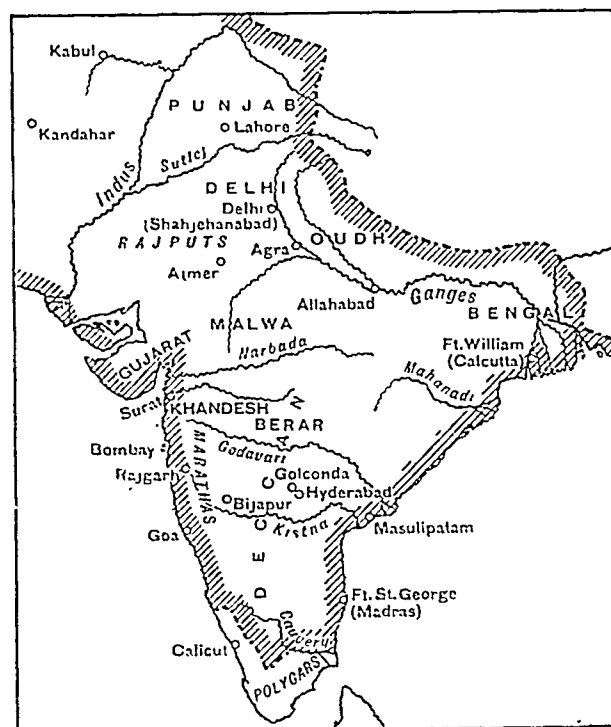 Kabul
PUNJAB
Kandahar
Lahore
Indus
Sutlej
DELHI
Delhi
(Shahjehanabad)
RAJPUTS
OUDH
Agra
Ajmer
Allahabad
Ganges
BENGAL
MALWA
Ft. William
(Calcutta)
GUJARAT
Narbada
Mahanadi
Surat
KHANDESH
BERAR
Bombay
MARATHAS
Godavari
Rajgarh
Golconda
Hyderabad
Bijapur
DECCAN
Goa
Kistna
Masulipatam
Ft. St. George
(Madras)
Cauvery
Calicut
POLYGARS